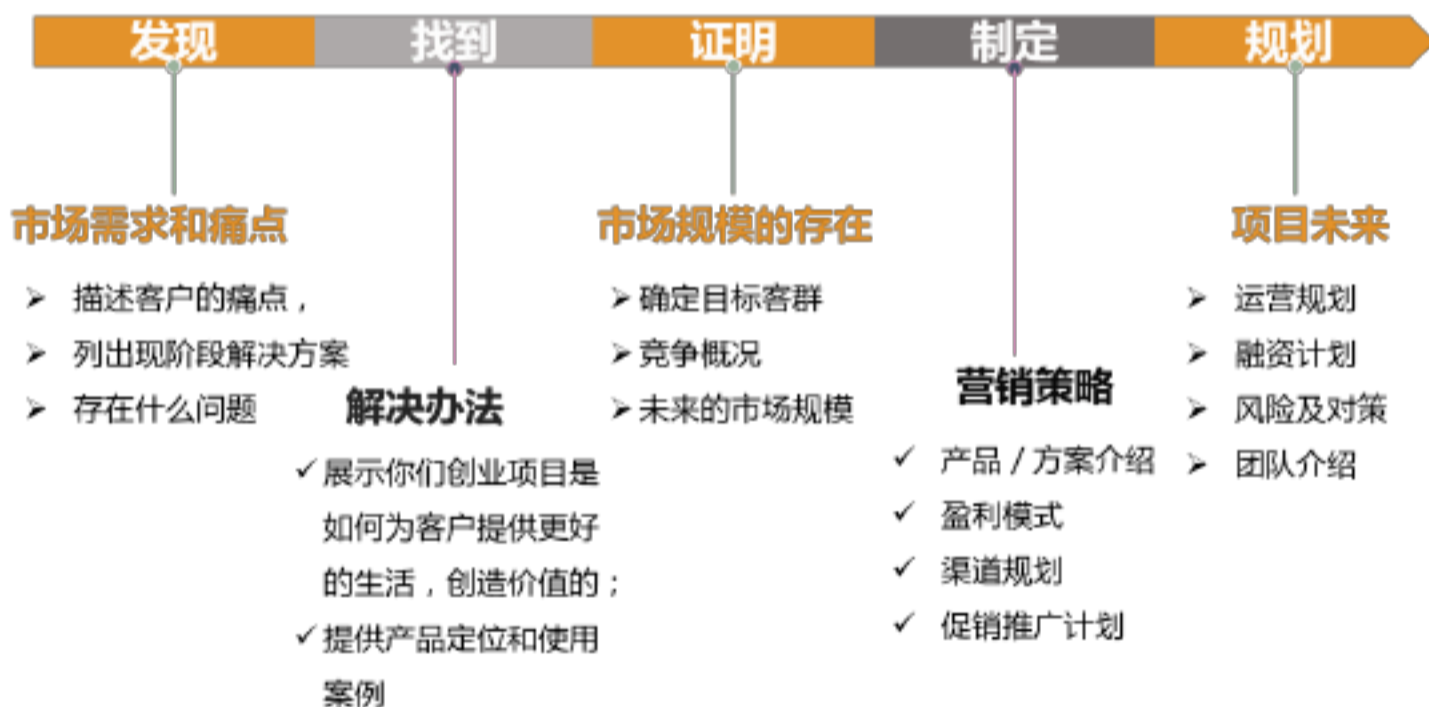 发现
找到
证明
制定
规划
市场需求和痛点
描述客户的痛点，
列出现阶段解决方案
存在什么问题
解决办法
展示你们创业项目是
如何为客户提供更好
的生活，创造价值的；
提供产品定位和使用
案例
市场规模的存在
确定目标客群
竞争概况
未来的市场规模
营销策略
产品 / 方案介绍
盈利模式
渠道规划
促销推广计划
项目未来
运营规划
融资计划
风险及对策
团队介绍